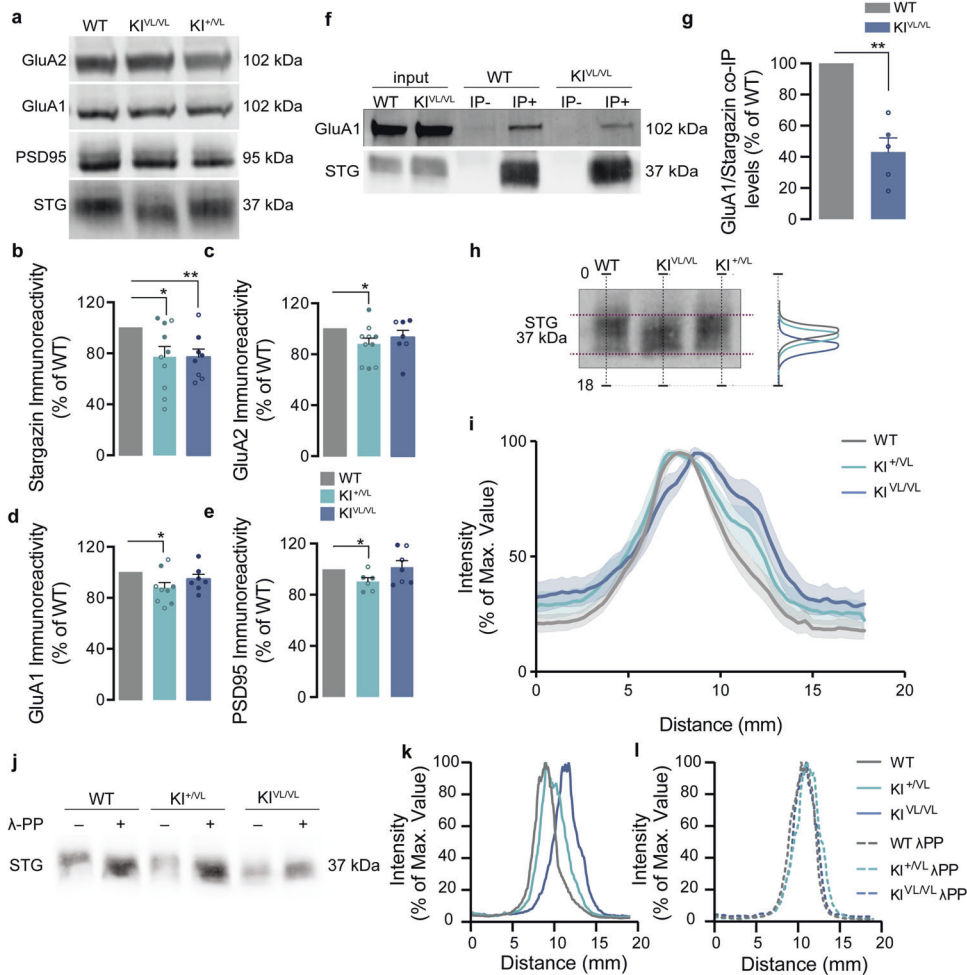 a
WT KI^VL/VL KI^+/VL
GluA2 102 kDa
GluA1 102 kDa
PSD95 95 kDa
STG 37 kDa
f
input WT KI^VL/VL
WT KI^VL/VL IP- IP+ IP- IP+
GluA1 102 kDa
STG 37 kDa
g
WT
KI^VL/VL
**
GluA1/Stargazin co-IP
levels (% of WT)
100
80
60
40
20
0
b
Stargazin Immunoreactivity
(% of WT)
120
80
40
0
*
**
c
GluA2 Immunoreactivity
(% of WT)
120
80
40
0
*
WT
KI^+/VL
KI^VL/VL
d
GluA1 Immunoreactivity
(% of WT)
120
80
40
0
*
e
PSD95 Immunoreactivity
(% of WT)
120
80
40
0
*
h
0 WT KI^VL/VL KI^+/VL
STG
37 kDa
18
i
WT
KI^+/VL
KI^VL/VL
Intensity
(% of Max. Value)
100
50
0
0 5 10 15 20
Distance (mm)
j
WT KI^+/VL KI^VL/VL
λ-PP – + – + – +
STG 37 kDa
k
Intensity
(% of Max. Value)
100
80
60
40
20
0
0 5 10 15 20
Distance (mm)
l
Intensity
(% of Max. Value)
100
80
60
40
20
0
0 5 10 15 20
Distance (mm)
WT
KI^+/VL
KI^VL/VL
WT λPP
KI^+/VL λPP
KI^VL/VL λPP